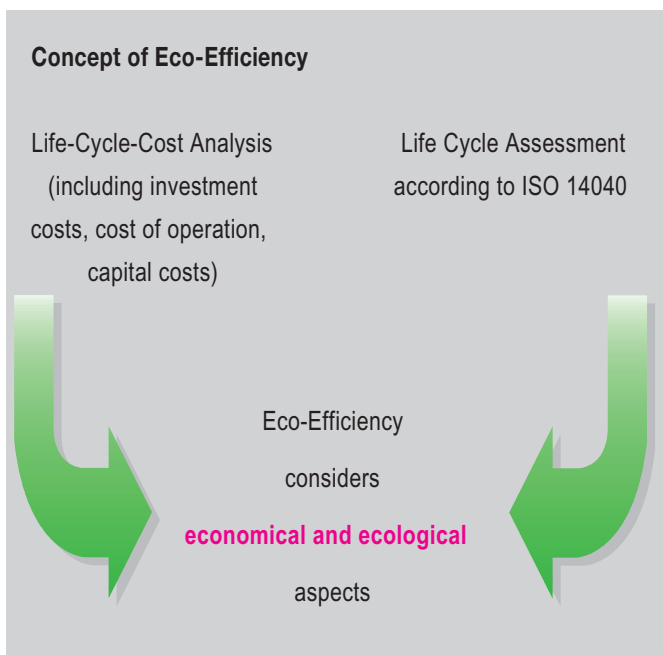 Concept of Eco-Efficiency
Life-Cycle-Cost Analysis
(including investment
costs, cost of operation,
capital costs)
Life Cycle Assessment
according to ISO 14040
Eco-Efficiency
considers
economical and ecological
aspects